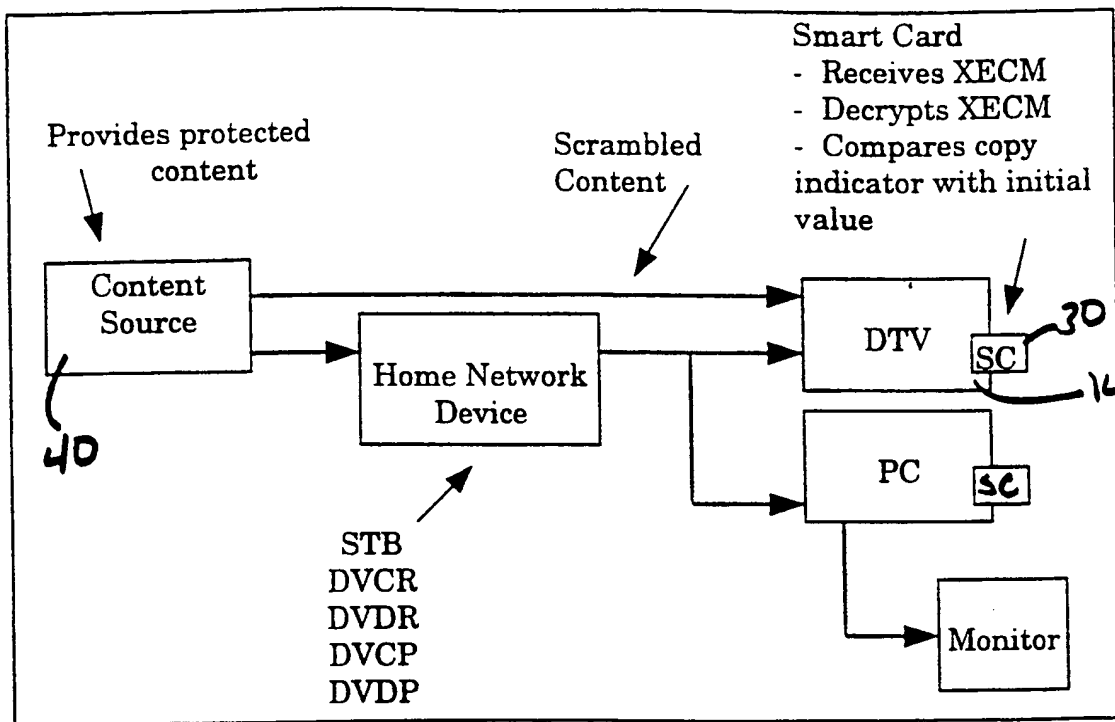 Smart Card
- Receives XECM
- Decrypts XECM
- Compares copy
indicator with initial
value
Provides protected
content
Scrambled
Content
Content
Source
40
Home Network
Device
DTV
SC
30
14
PC
SC
Monitor
STB
DVCR
DVDR
DVCP
DVDP